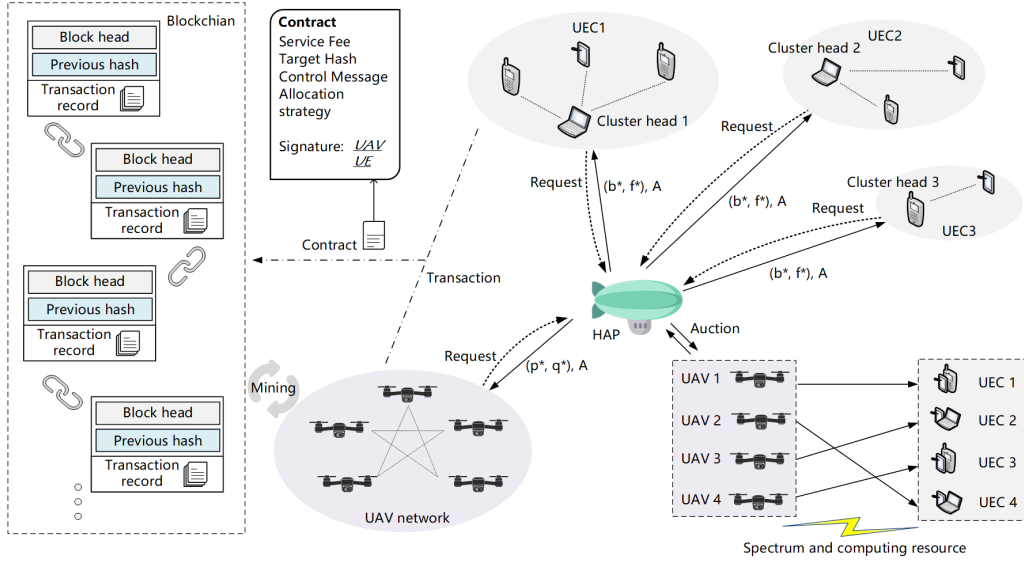 Blockchian
Block head
Previous hash
Transaction
record
Block head
Previous hash
Transaction
record
Block head
Previous hash
Transaction
record
Block head
Previous hash
Transaction
record
Contract
Service Fee
Target Hash
Control Message
Allocation
strategy
Signature: UAV
UE
Contract
Transaction
Mining
UEC1
Cluster head 1
Request
(b*, f*), A
UEC2
Cluster head 2
Request
(b*, f*), A
Cluster head 3
Request
UEC3
(b*, f*), A
HAP
Auction
Request
(p*, q*), A
UAV network
UAV 1
UAV 2
UAV 3
UAV 4
UEC 1
UEC 2
UEC 3
UEC 4
Spectrum and computing resource